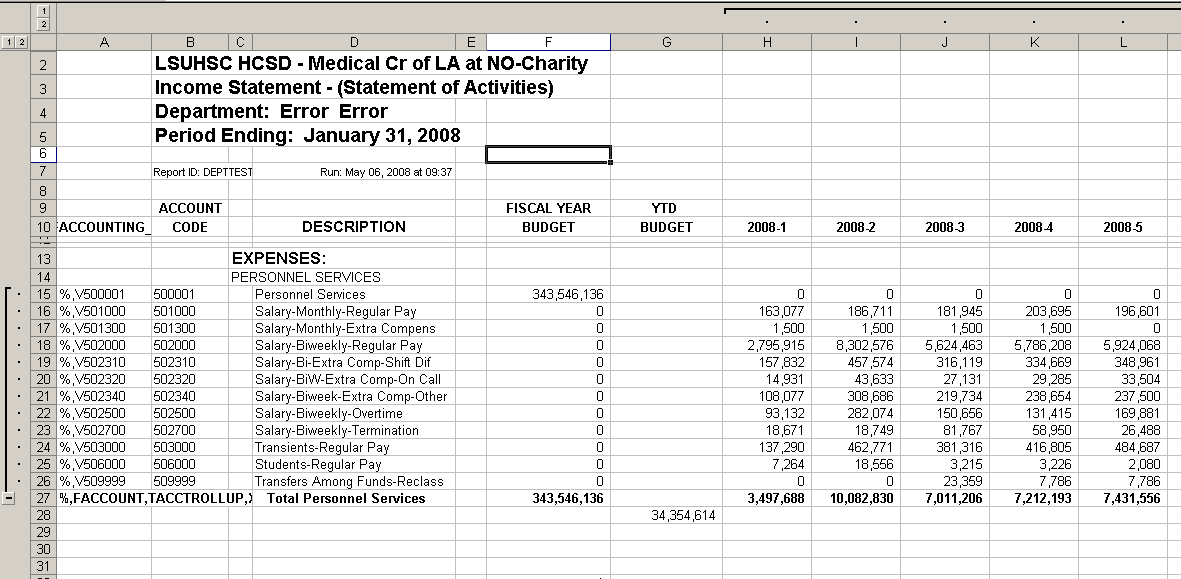 1
2
1 2 A B C D E F G H I J K L
2 LSUHSC HCSD - Medical Cr of LA at NO-Charity
3 Income Statement - (Statement of Activities)
4 Department: Error Error
5 Period Ending: January 31, 2008
6
7 Report ID: DEPTTEST Run: May 06, 2008 at 09:37
8
9 ACCOUNT FISCAL YEAR YTD
10 ACCOUNTING_ CODE DESCRIPTION BUDGET BUDGET 2008-1 2008-2 2008-3 2008-4 2008-5
13 EXPENSES:
14 PERSONNEL SERVICES
15 %,V500001 500001 Personnel Services 343,546,136 0 0 0 0 0
16 %,V501000 501000 Salary-Monthly-Regular Pay 0 163,077 186,711 181,945 203,695 196,601
17 %,V501300 501300 Salary-Monthly-Extra Compens 0 1,500 1,500 1,500 1,500 0
18 %,V502000 502000 Salary-Biweekly-Regular Pay 0 2,795,915 8,302,576 5,624,463 5,786,208 5,924,068
19 %,V502310 502310 Salary-Bi-Extra Comp-Shift Dif 0 157,832 457,574 316,119 334,669 348,961
20 %,V502320 502320 Salary-BiW-Extra Comp-On Call 0 14,931 43,633 27,131 29,285 33,504
21 %,V502340 502340 Salary-Biweek-Extra Comp-Other 0 108,077 308,686 219,734 238,654 237,500
22 %,V502500 502500 Salary-Biweekly-Overtime 0 93,132 282,074 150,656 131,415 169,881
23 %,V502700 502700 Salary-Biweekly-Termination 0 18,671 18,749 81,767 58,950 26,488
24 %,V503000 503000 Transients-Regular Pay 0 137,290 462,771 381,316 416,805 484,687
25 %,V506000 506000 Students-Regular Pay 0 7,264 18,556 3,215 3,226 2,080
26 %,V509999 509999 Transfers Among Funds-Reclass 0 0 0 23,359 7,786 7,786
27 %,FACCOUNT,TACCTROLLUP,X Total Personnel Services 343,546,136 3,497,688 10,082,830 7,011,206 7,212,193 7,431,556
28 34,354,614
29
30
31